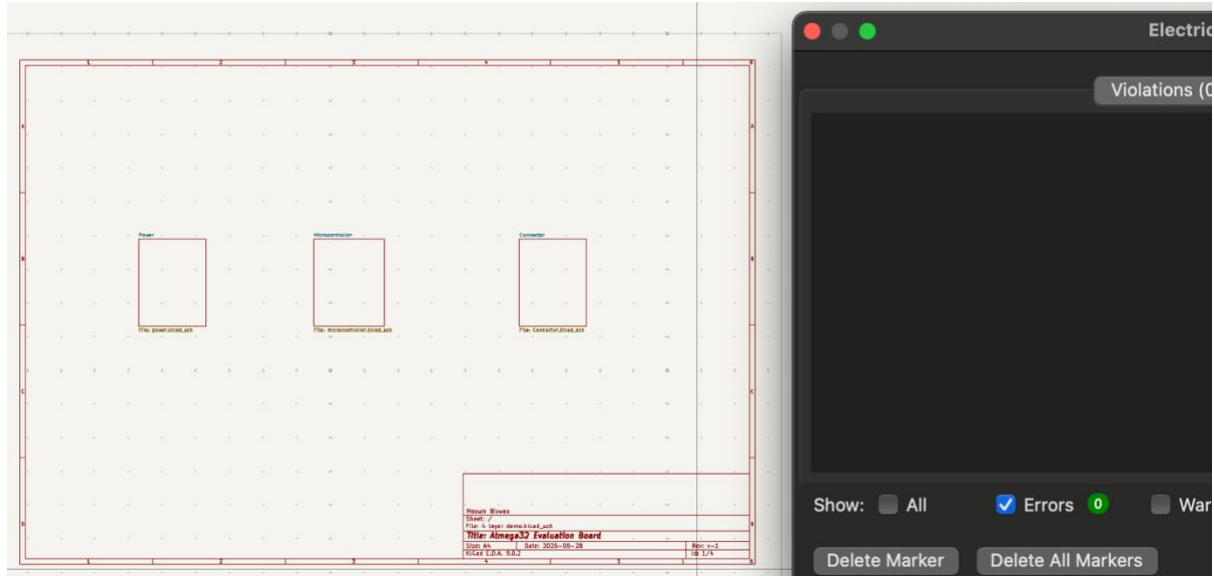 Power
Microcontroller
Connector
File: power.kicad_sch
File: microcontroller.kicad_sch
File: Connector.kicad_sch
Masum Biswas
Sheet: /
File: 4 layer demo.kicad_sch
Title: Atmega32 Evaluation Board
Size: A4 Date: 2026-06-28 Rev: v-1
KiCad E.D.A. 9.0.2 Id: 1/4
Electric
Violations (0
Show: All Errors 0 War
Delete Marker Delete All Markers